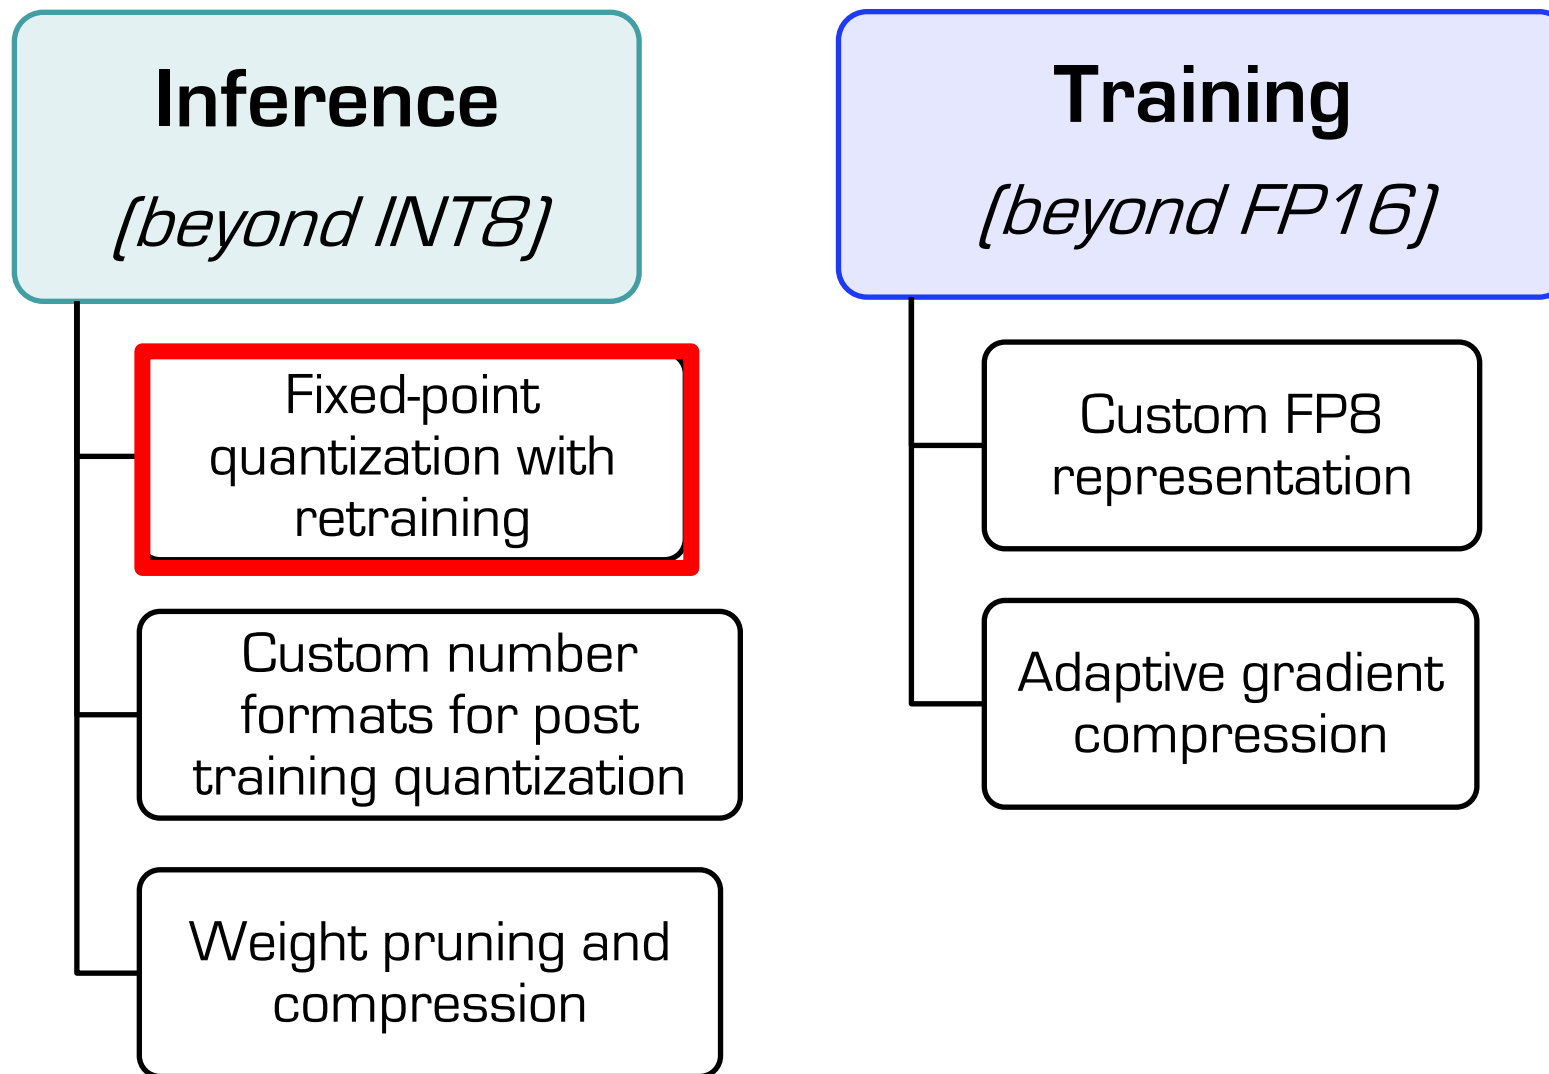 Inference
(beyond INT8)
Fixed-point
quantization with
retraining
Custom number
formats for post
training quantization
Weight pruning and
compression
Training
(beyond FP16)
Custom FP8
representation
Adaptive gradient
compression